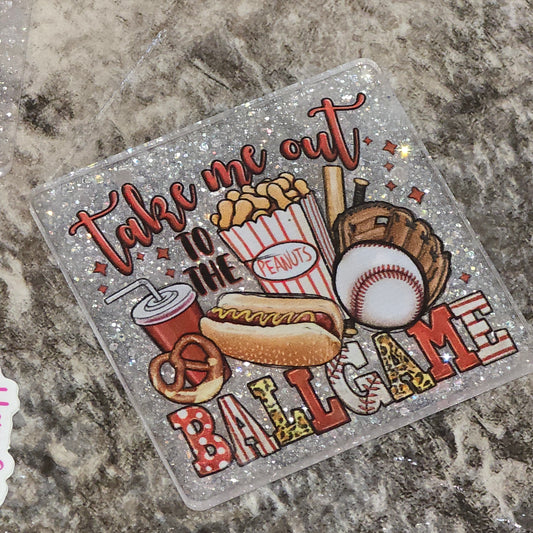 take me out
TO
THE
PEANUTS
BALLGAME